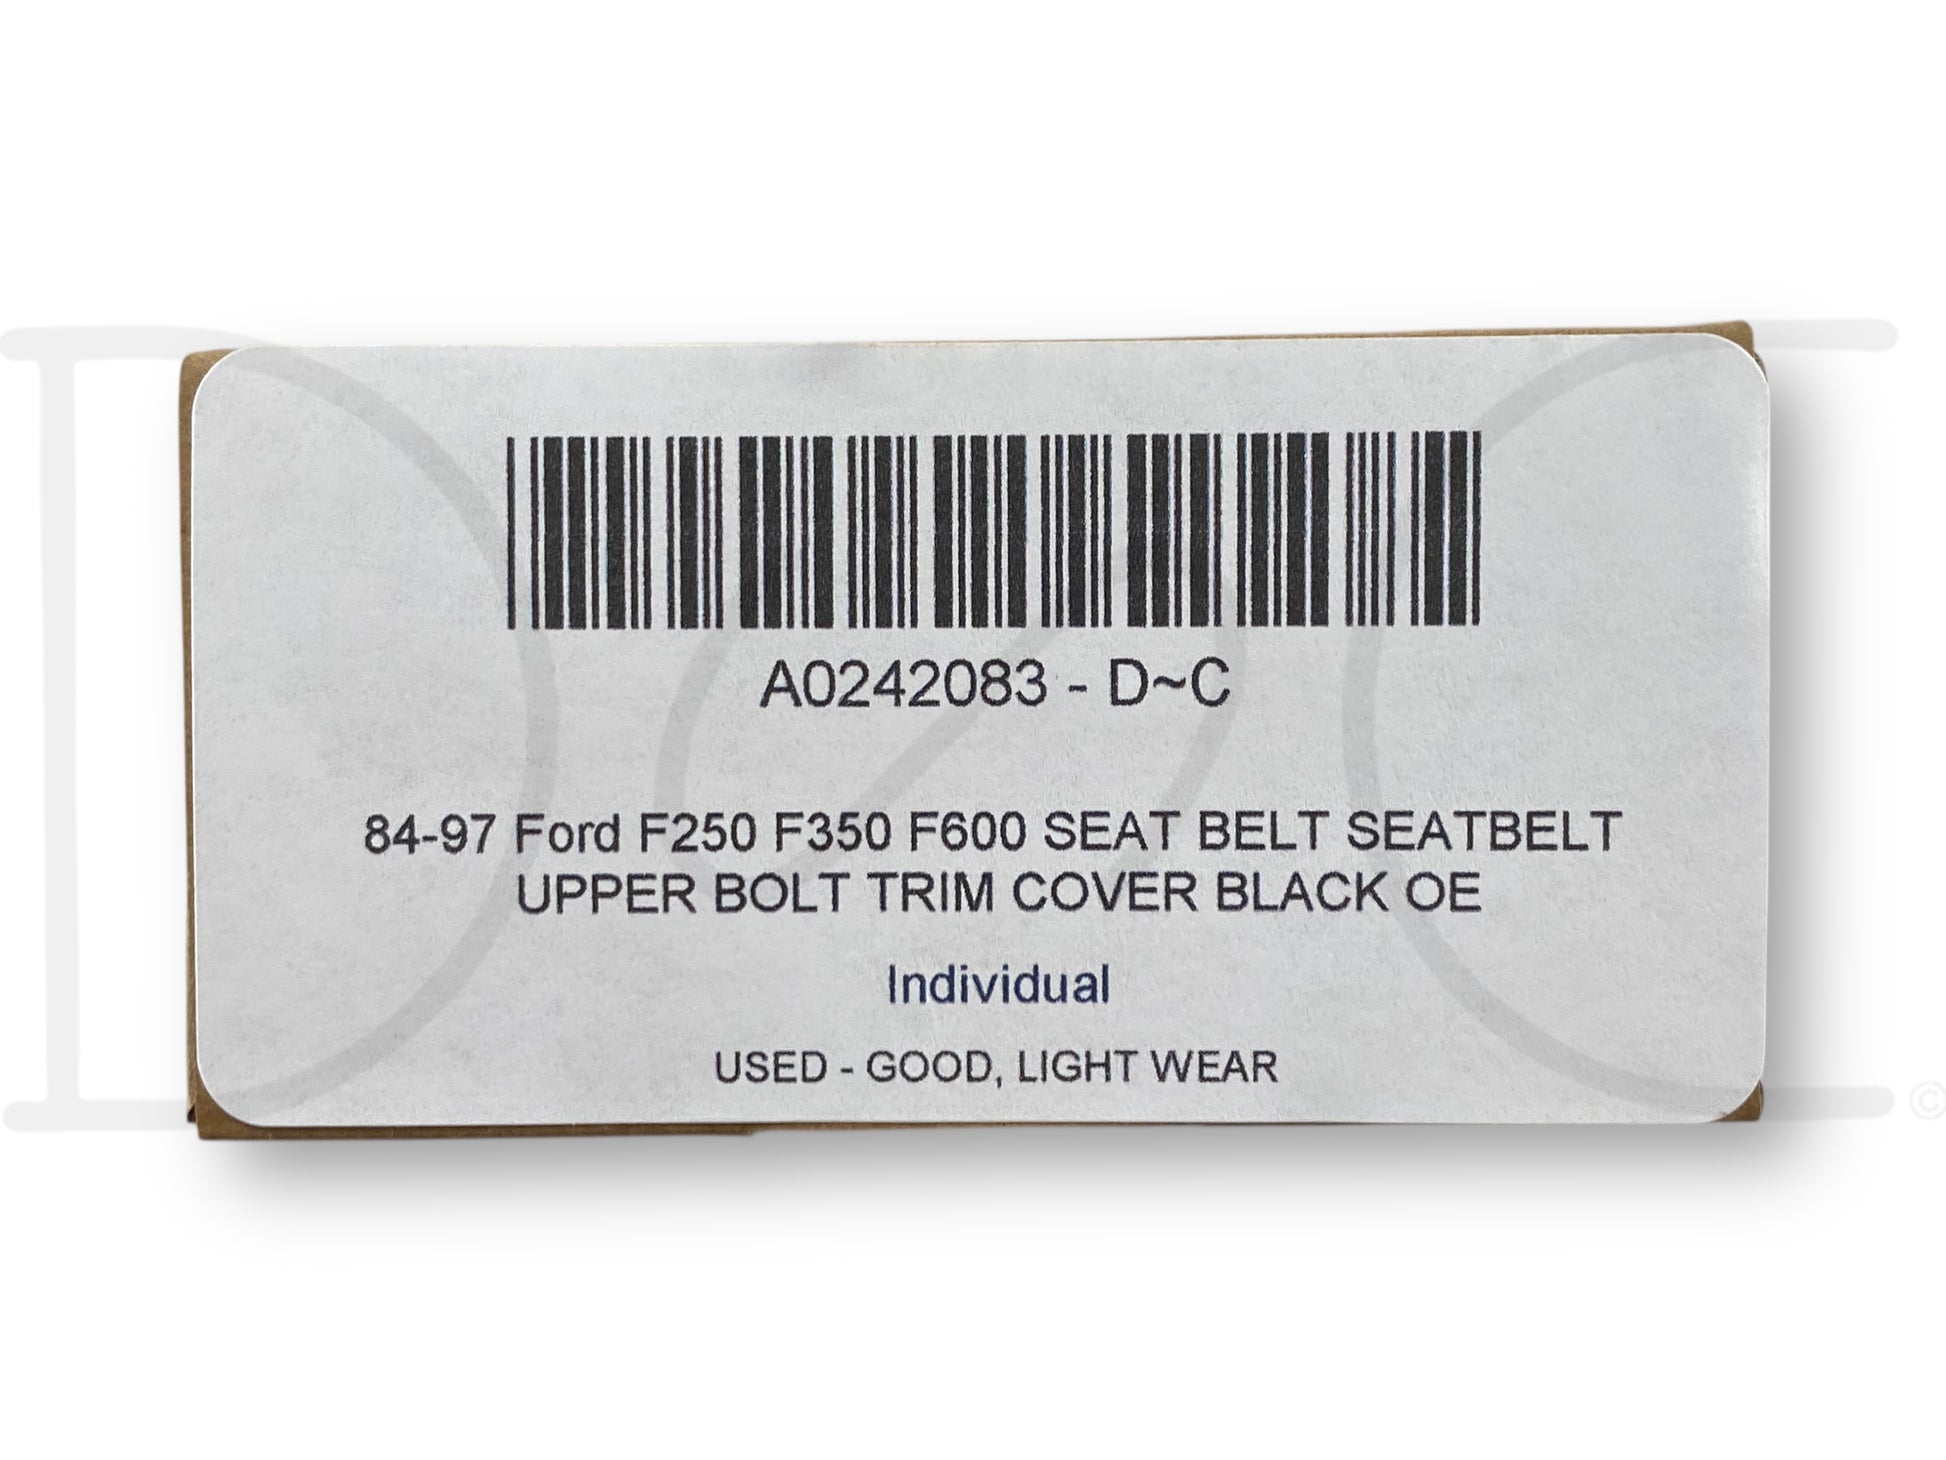 A0242083 - D~C
84-97 Ford F250 F350 F600 SEAT BELT SEATBELT
UPPER BOLT TRIM COVER BLACK OE
Individual
USED - GOOD, LIGHT WEAR
©